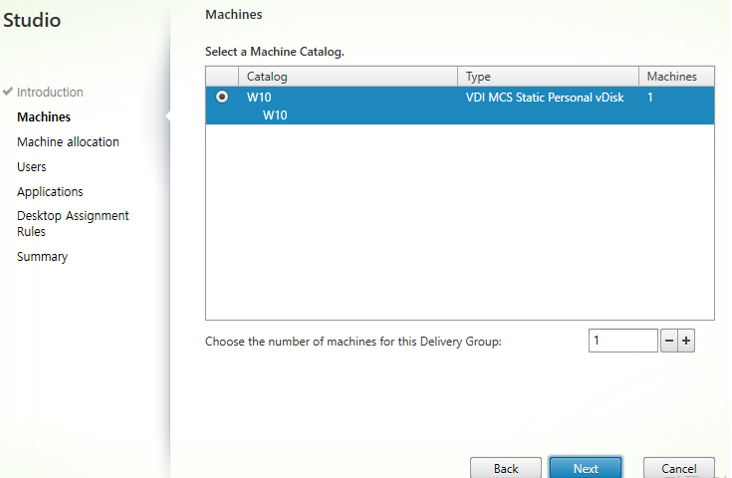 Studio
Introduction
Machines
Machine allocation
Users
Applications
Desktop Assignment
Rules
Summary
Machines
Select a Machine Catalog.
Catalog Type Machines
W10 VDI MCS Static Personal vDisk 1
W10
Choose the number of machines for this Delivery Group:
1 − +
Back Next Cancel